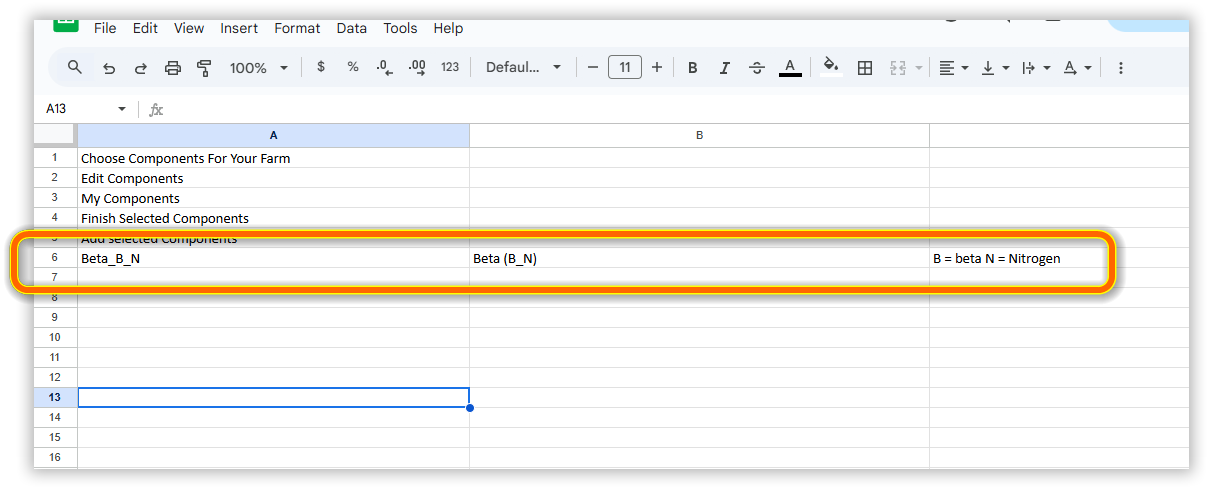 File Edit View Insert Format Data Tools Help
100% $ % .0 .00 123 Defaul... − 11 + B I A A
A13 fx
A B
1 Choose Components For Your Farm
2 Edit Components
3 My Components
4 Finish Selected Components
5 Add selected Components
6 Beta_B_N Beta (B_N) B = beta N = Nitrogen
7
8
9
10
11
12
13
14
15
16